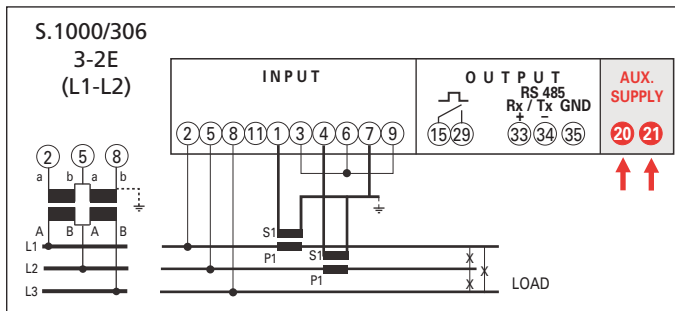 S.1000/306
3-2E
(L1-L2)
INPUT
OUTPUT
RS 485
Rx / Tx GND
+ −
AUX.
SUPPLY
2 5 8 11 1 3 4 6 7 9
15 29 33 34 35
20 21
2 5 8
a b a b
A B A B
S1
P1
S1
P1
L1
L2
L3
X
X
X
LOAD